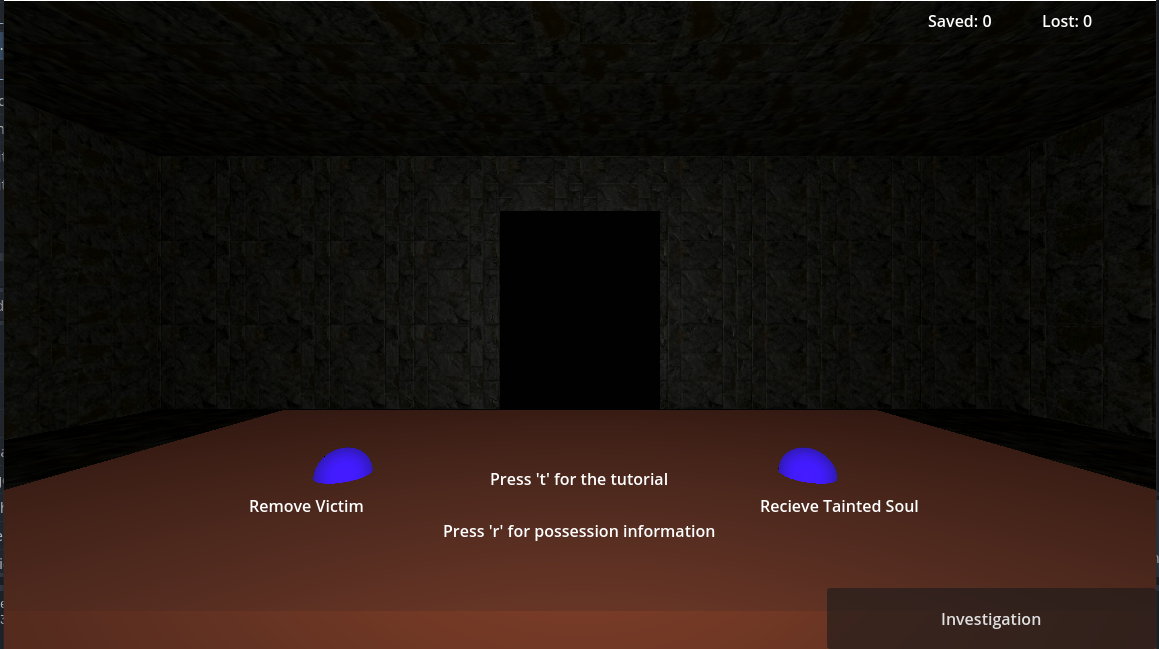 Saved: 0 Lost: 0
Press 't' for the tutorial
Remove Victim
Recieve Tainted Soul
Press 'r' for possession information
Investigation